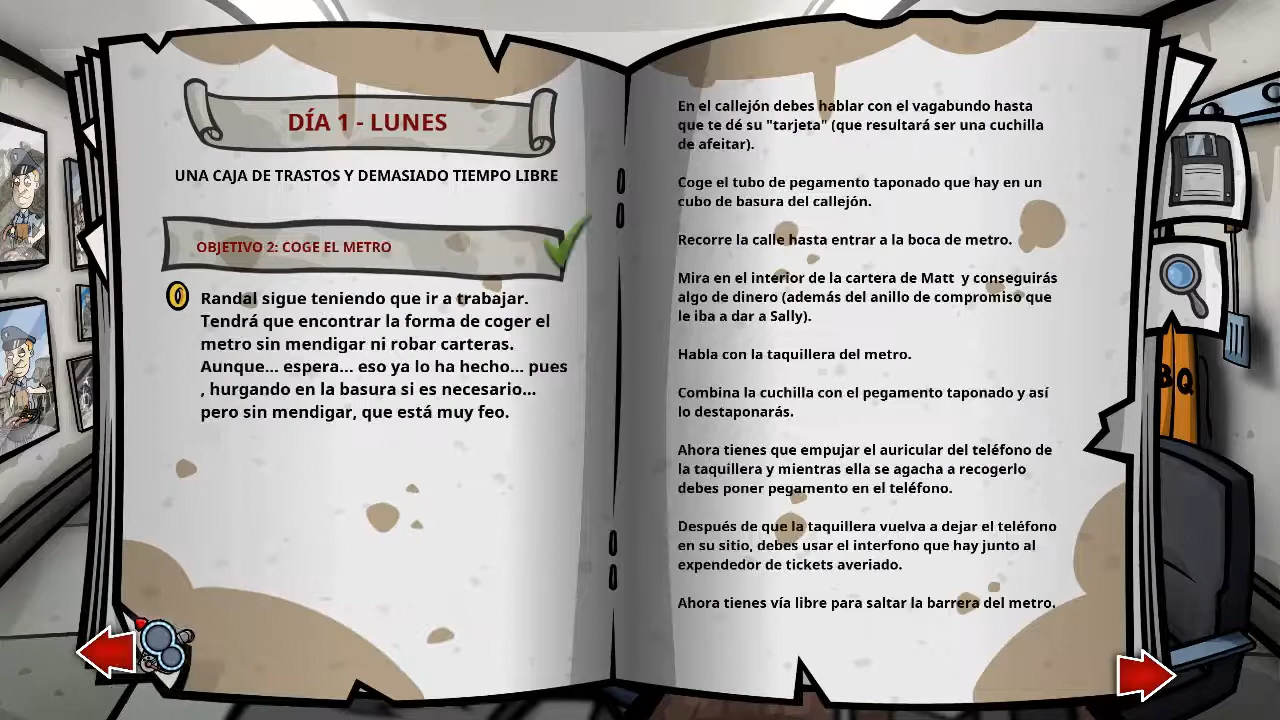 DÍA 1 - LUNES
UNA CAJA DE TRASTOS Y DEMASIADO TIEMPO LIBRE
OBJETIVO 2: COGE EL METRO
Randal sigue teniendo que ir a trabajar.
Tendrá que encontrar la forma de coger el
metro sin mendigar ni robar carteras.
Aunque... espera... eso ya lo ha hecho... pues
, hurgando en la basura si es necesario...
pero sin mendigar, que está muy feo.
En el callejón debes hablar con el vagabundo hasta
que te dé su "tarjeta" (que resultará ser una cuchilla
de afeitar).
Coge el tubo de pegamento taponado que hay en un
cubo de basura del callejón.
Recorre la calle hasta entrar a la boca de metro.
Mira en el interior de la cartera de Matt  y conseguirás
algo de dinero (además del anillo de compromiso que
le iba a dar a Sally).
Habla con la taquillera del metro.
Combina la cuchilla con el pegamento taponado y así
lo destaponarás.
Ahora tienes que empujar el auricular del teléfono de
la taquillera y mientras ella se agacha a recogerlo
debes poner pegamento en el teléfono.
Después de que la taquillera vuelva a dejar el teléfono
en su sitio, debes usar el interfono que hay junto al
expendedor de tickets averiado.
Ahora tienes vía libre para saltar la barrera del metro.
BQ